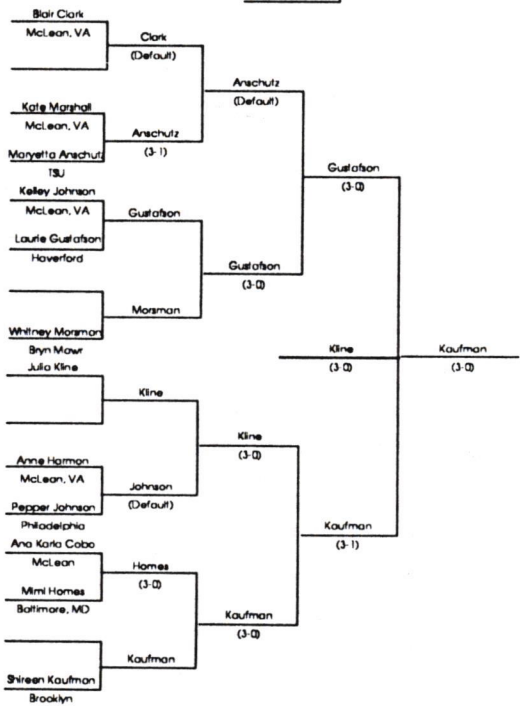 Blair Clark
McLean, VA
Clark
(Default)
Anschutz
(Default)
Kate Marshall
McLean, VA
Anschutz
(3-1)
Maryetta Anschutz
TSU
Gustafson
(3-0)
Kelley Johnson
McLean, VA
Gustafson
Laurie Gustafson
Haverford
Gustafson
(3-0)
Morsman
Whitney Morsman
Bryn Mawr
Kline
(3-0)
Kaufman
(3-0)
Julia Kline
Kline
Kline
(3-0)
Anne Harmon
McLean, VA
Johnson
(Default)
Pepper Johnson
Philadelphia
Kaufman
(3-1)
Ana Karla Cobo
McLean
Homes
(3-0)
Mimi Homes
Baltimore, MD
Kaufman
(3-0)
Kaufman
Shireen Kaufman
Brooklyn